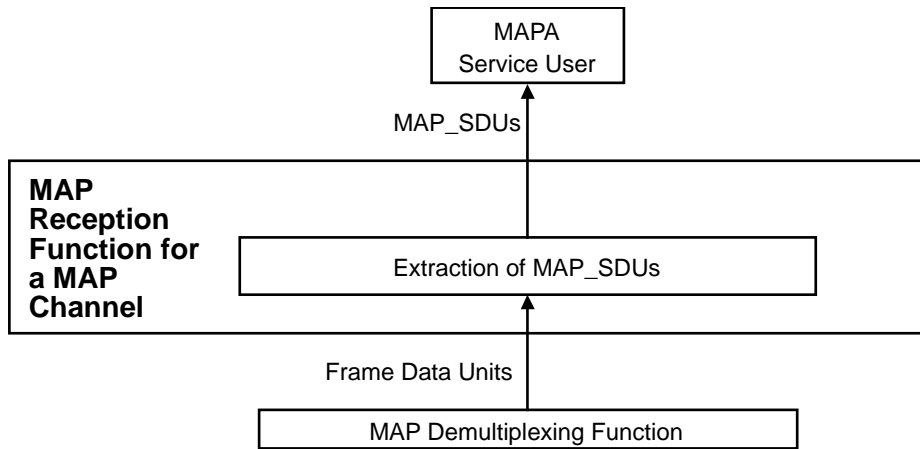 MAPA
Service User
MAP_SDUs
MAP
Reception
Function for
a MAP
Channel
Extraction of MAP_SDUs
Frame Data Units
MAP Demultiplexing Function